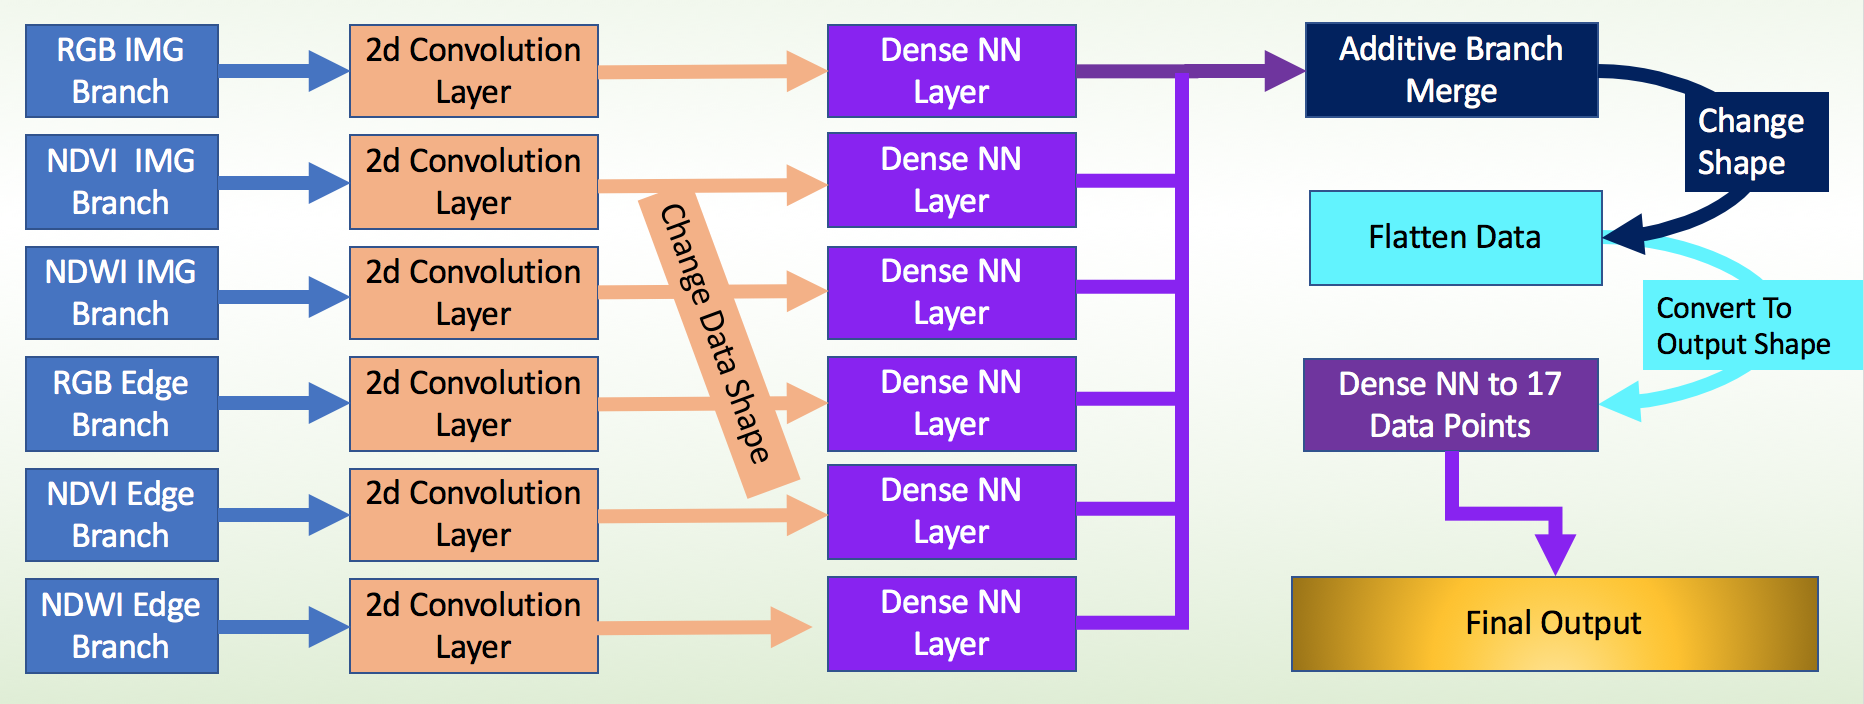 RGB IMG
Branch
2d Convolution
Layer
Dense NN
Layer
NDVI  IMG
Branch
2d Convolution
Layer
Dense NN
Layer
NDWI IMG
Branch
2d Convolution
Layer
Dense NN
Layer
RGB Edge
Branch
2d Convolution
Layer
Dense NN
Layer
NDVI Edge
Branch
2d Convolution
Layer
Dense NN
Layer
NDWI Edge
Branch
2d Convolution
Layer
Dense NN
Layer
Change Data Shape
Additive Branch
Merge
Change
Shape
Flatten Data
Convert To
Output Shape
Dense NN to 17
Data Points
Final Output